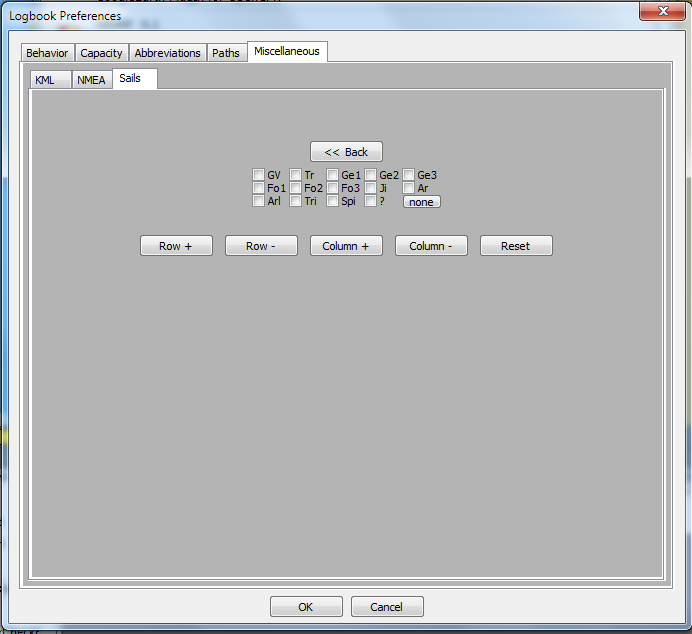 Logbook Preferences
Behavior Capacity Abbreviations Paths Miscellaneous
KML NMEA Sails
<< Back
GV Tr Ge1 Ge2 Ge3
Fo1 Fo2 Fo3 Ji Ar
Arl Tri Spi ? none
Row + Row - Column + Column - Reset
OK Cancel